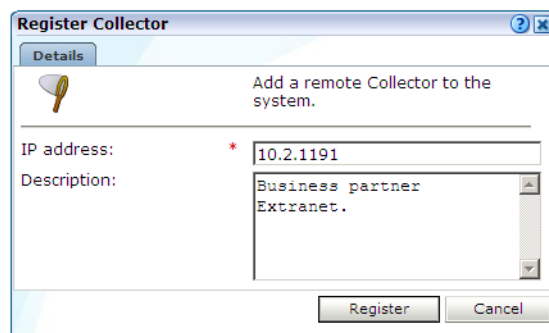 Register Collector
Details
Add a remote Collector to the
system.
IP address: * 10.2.1191
Description:
Business partner
Extranet.
Register Cancel